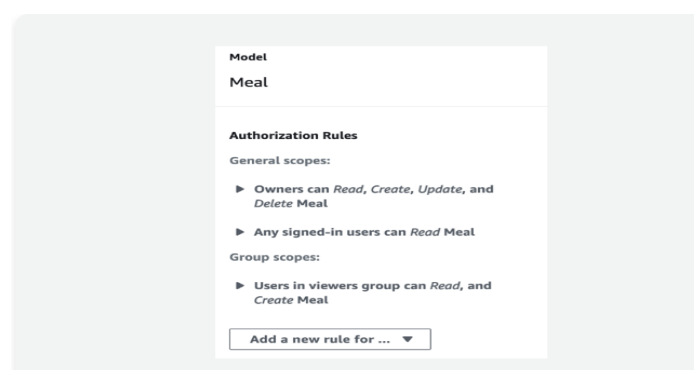 Model
Meal
Authorization Rules
General scopes:
Owners can Read, Create, Update, and
Delete Meal
Any signed-in users can Read Meal
Group scopes:
Users in viewers group can Read, and
Create Meal
Add a new rule for ...